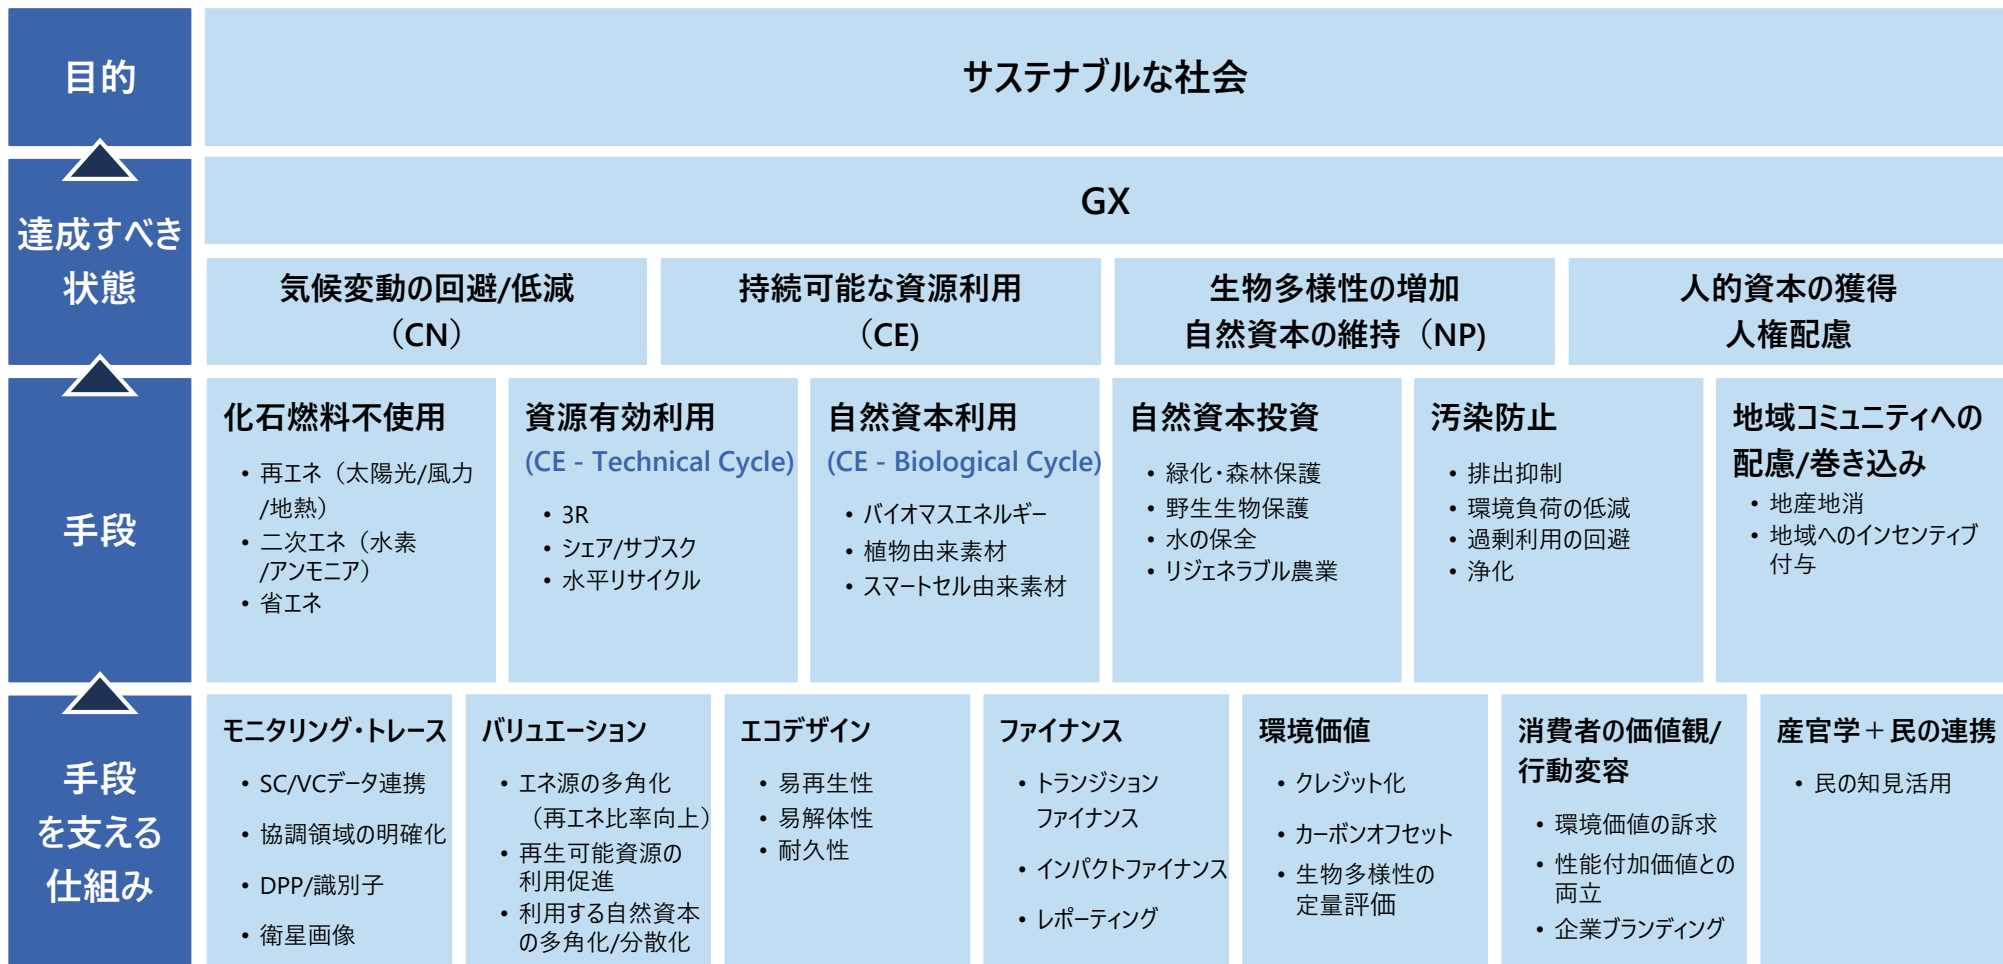 目的
サステナブルな社会
達成すべき
状態
GX
気候変動の回避/低減
（CN）
持続可能な資源利用
（CE)
生物多様性の増加
自然資本の維持（NP)
人的資本の獲得
人権配慮
手段
化石燃料不使用
• 再エネ（太陽光/風力
/地熱）
• 二次エネ（水素
/アンモニア）
• 省エネ
資源有効利用
(CE - Technical Cycle)
• 3R
• シェア/サブスク
• 水平リサイクル
自然資本利用
(CE - Biological Cycle)
• バイオマスエネルギー
• 植物由来素材
• スマートセル由来素材
自然資本投資
• 緑化・森林保護
• 野生生物保護
• 水の保全
• リジェネラブル農業
汚染防止
• 排出抑制
• 環境負荷の低減
• 過剰利用の回避
• 浄化
地域コミュニティへの
配慮/巻き込み
• 地産地消
• 地域へのインセンティブ
付与
手段
を支える
仕組み
モニタリング・トレース
• SC/VCデータ連携
• 協調領域の明確化
• DPP/識別子
• 衛星画像
バリュエーション
• エネ源の多角化
（再エネ比率向上）
• 再生可能資源の
利用促進
• 利用する自然資本
の多角化/分散化
エコデザイン
• 易再生性
• 易解体性
• 耐久性
ファイナンス
• トランジション
ファイナンス
• インパクトファイナンス
• レポーティング
環境価値
• クレジット化
• カーボンオフセット
• 生物多様性の
定量評価
消費者の価値観/
行動変容
• 環境価値の訴求
• 性能付加価値との
両立
• 企業ブランディング
産官学＋民の連携
• 民の知見活用